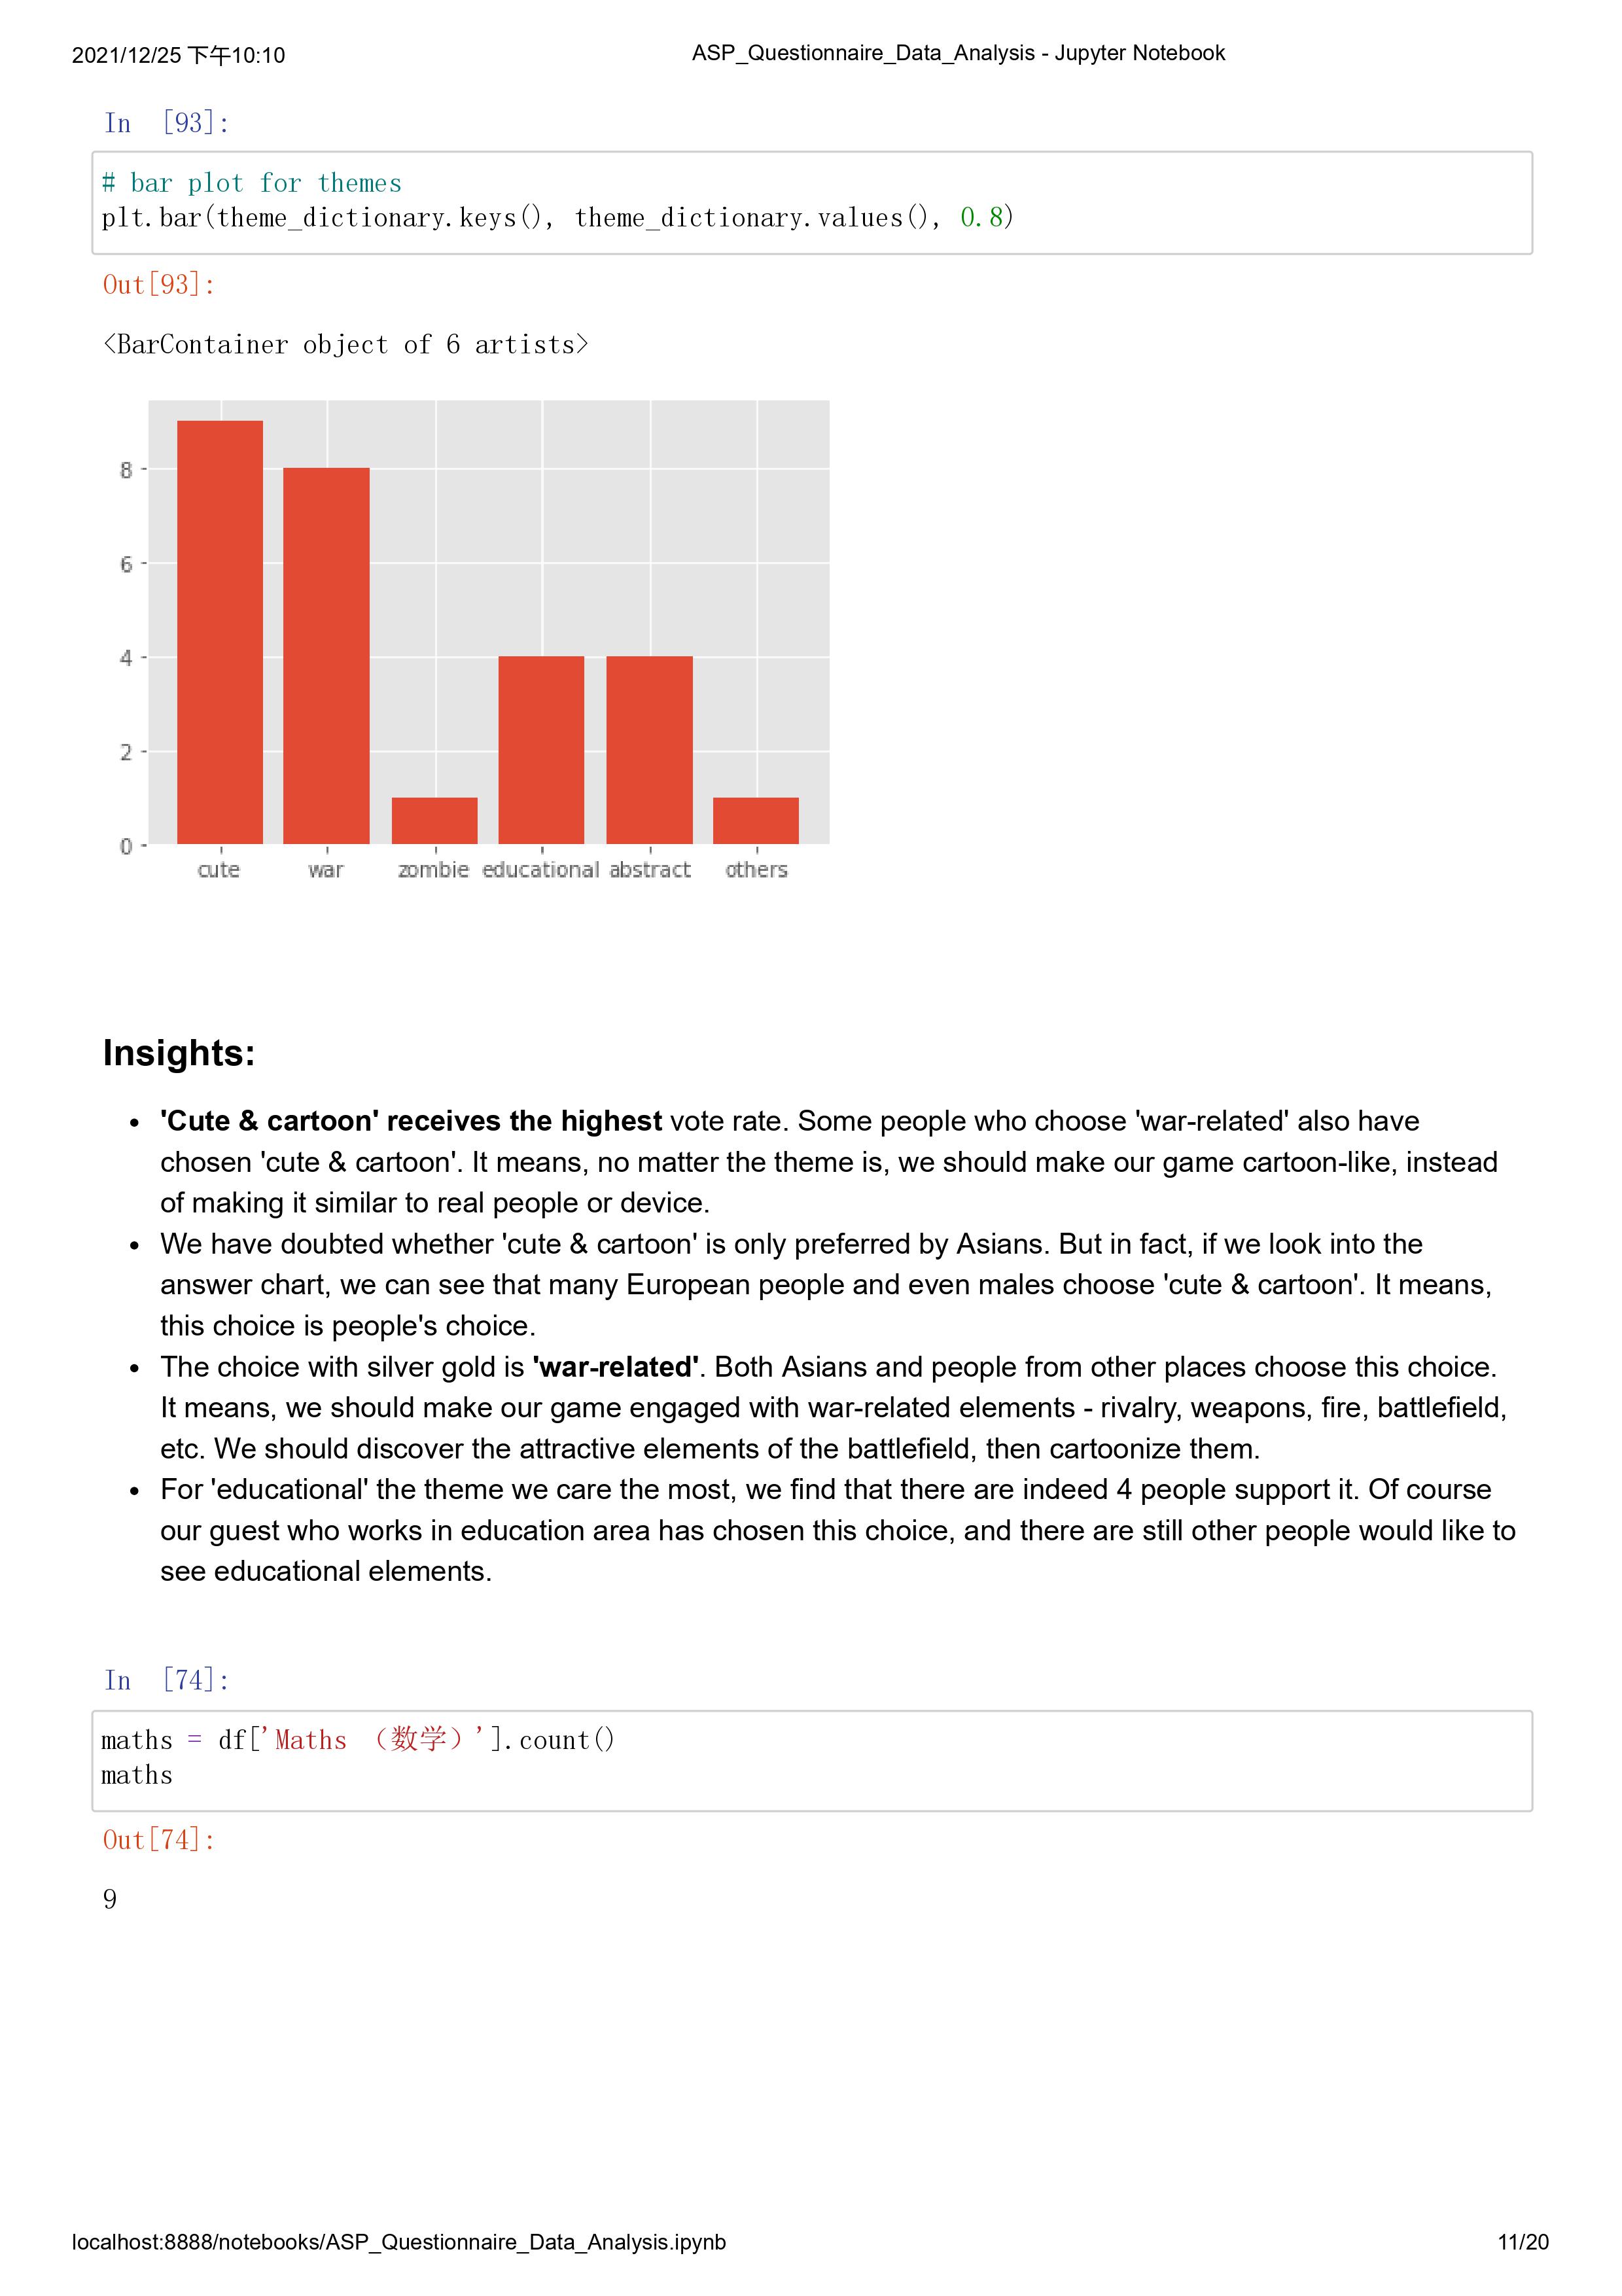 2021/12/25 下午10:10
ASP_Questionnaire_Data_Analysis - Jupyter Notebook
In [93]:
# bar plot for themes
plt.bar(theme_dictionary.keys(), theme_dictionary.values(), 0.8)
Out[93]:
<BarContainer object of 6 artists>
8
6
4
2
0
cute war zombie educational abstract others
Insights:
• 'Cute & cartoon' receives the highest vote rate. Some people who choose 'war-related' also have
chosen 'cute & cartoon'. It means, no matter the theme is, we should make our game cartoon-like, instead
of making it similar to real people or device.
• We have doubted whether 'cute & cartoon' is only preferred by Asians. But in fact, if we look into the
answer chart, we can see that many European people and even males choose 'cute & cartoon'. It means,
this choice is people's choice.
• The choice with silver gold is 'war-related'. Both Asians and people from other places choose this choice.
It means, we should make our game engaged with war-related elements - rivalry, weapons, fire, battlefield,
etc. We should discover the attractive elements of the battlefield, then cartoonize them.
• For 'educational' the theme we care the most, we find that there are indeed 4 people support it. Of course
our guest who works in education area has chosen this choice, and there are still other people would like to
see educational elements.
In [74]:
maths = df['Maths （数学）'].count()
maths
Out[74]:
9
localhost:8888/notebooks/ASP_Questionnaire_Data_Analysis.ipynb
11/20